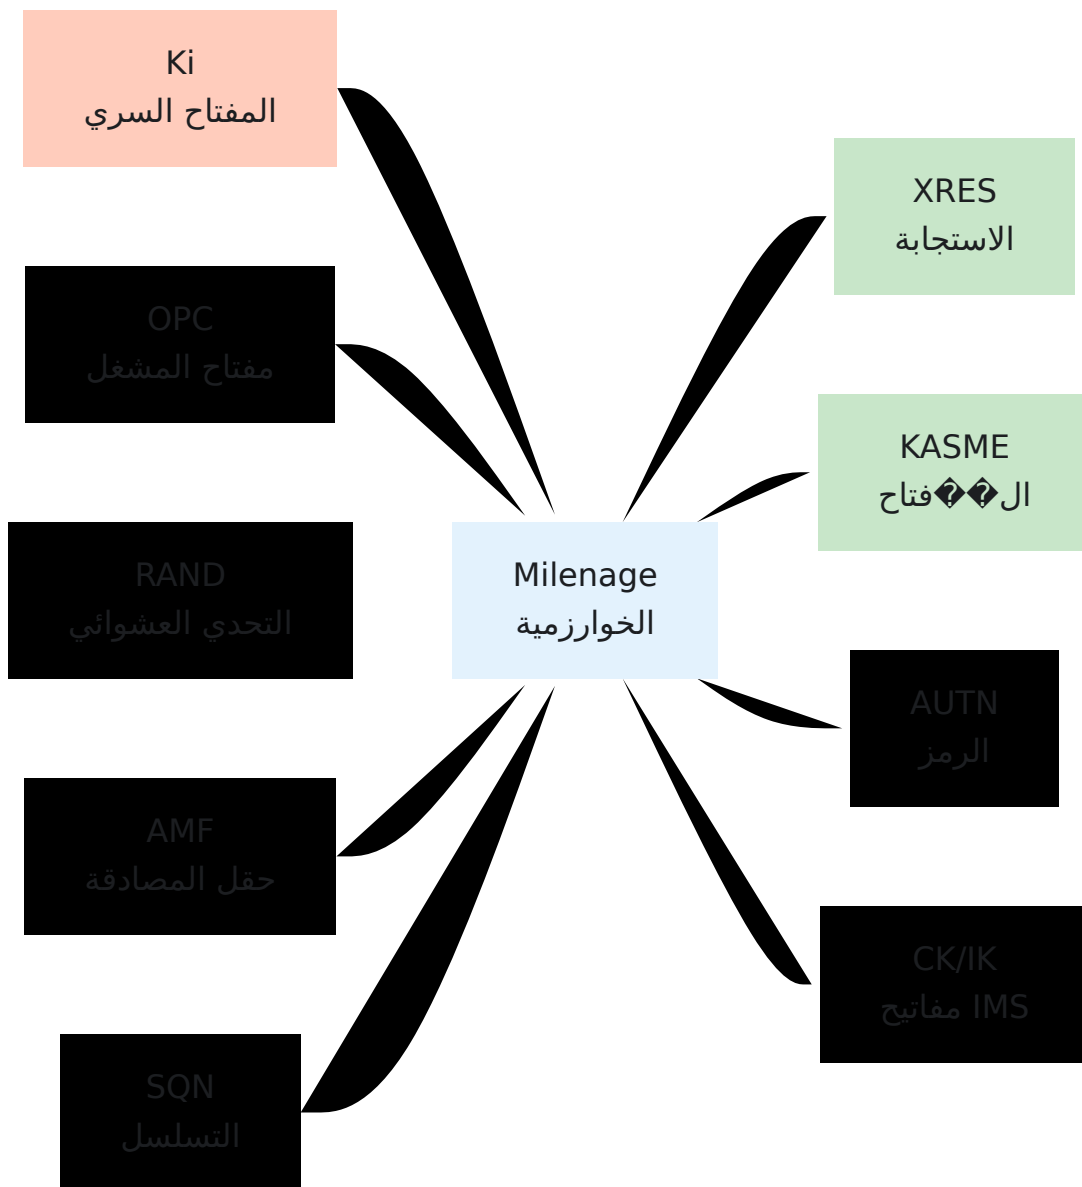 Ki
المفتاح السري
OPC
مفتاح المشغل
RAND
التحدي العشوائي
AMF
حقل المصادقة
SQN
التسلسل
Milenage
الخوارزمية
XRES
الاستجابة
KASME
ال��فتاح
AUTN
الرمز
CK/IK
مفاتيح IMS